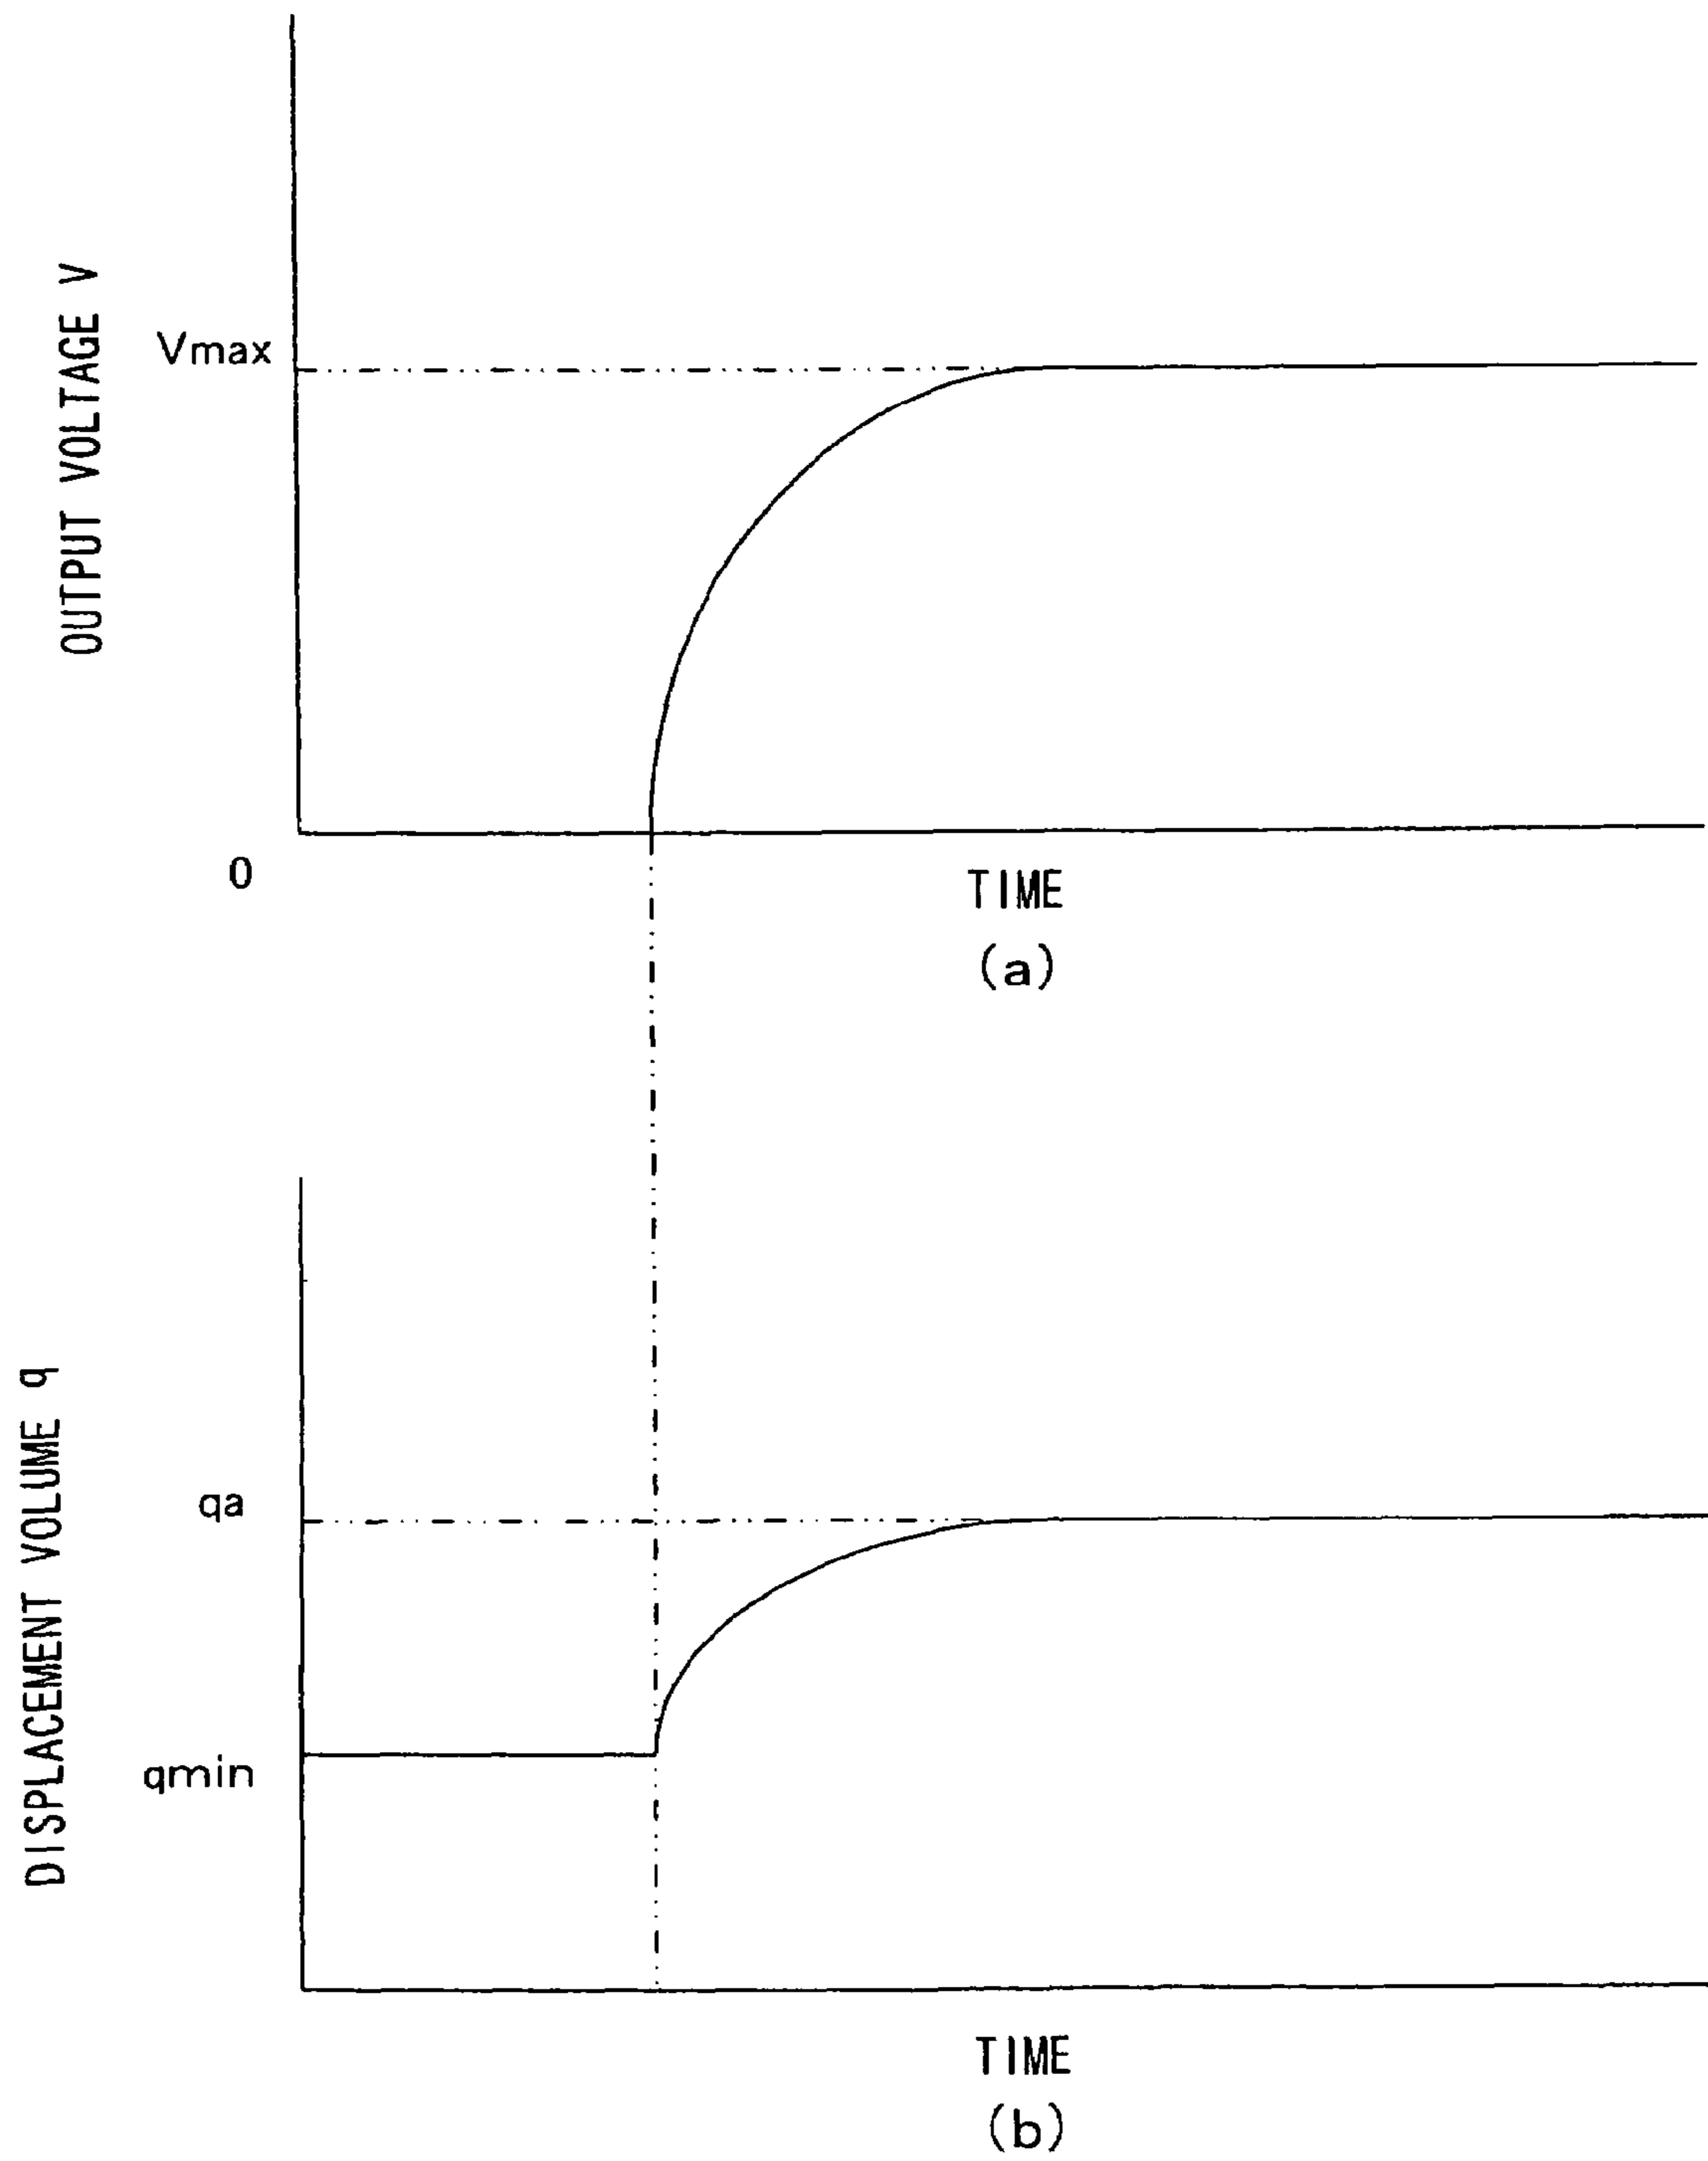 OUTPUT VOLTAGE V
Vmax
0
TIME
(a)
DISPLACEMENT VOLUME q
qa
qmin
TIME
(b)